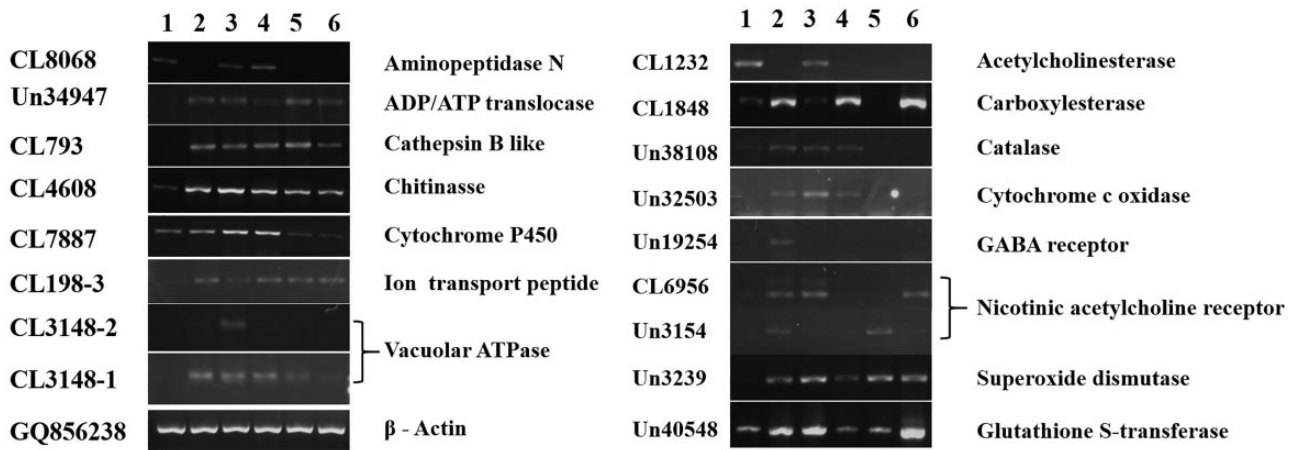 1 2 3 4 5 6
CL8068 Aminopeptidase N
Un34947 ADP/ATP translocase
CL793 Cathepsin B like
CL4608 Chitinasse
CL7887 Cytochrome P450
CL198-3 Ion transport peptide
CL3148-2
Vacuolar ATPase
CL3148-1
GQ856238 β - Actin
1 2 3 4 5 6
CL1232 Acetylcholinesterase
CL1848 Carboxylesterase
Un38108 Catalase
Un32503 Cytochrome c oxidase
Un19254 GABA receptor
CL6956
Nicotinic acetylcholine receptor
Un3154
Un3239 Superoxide dismutase
Un40548 Glutathione S-transferase